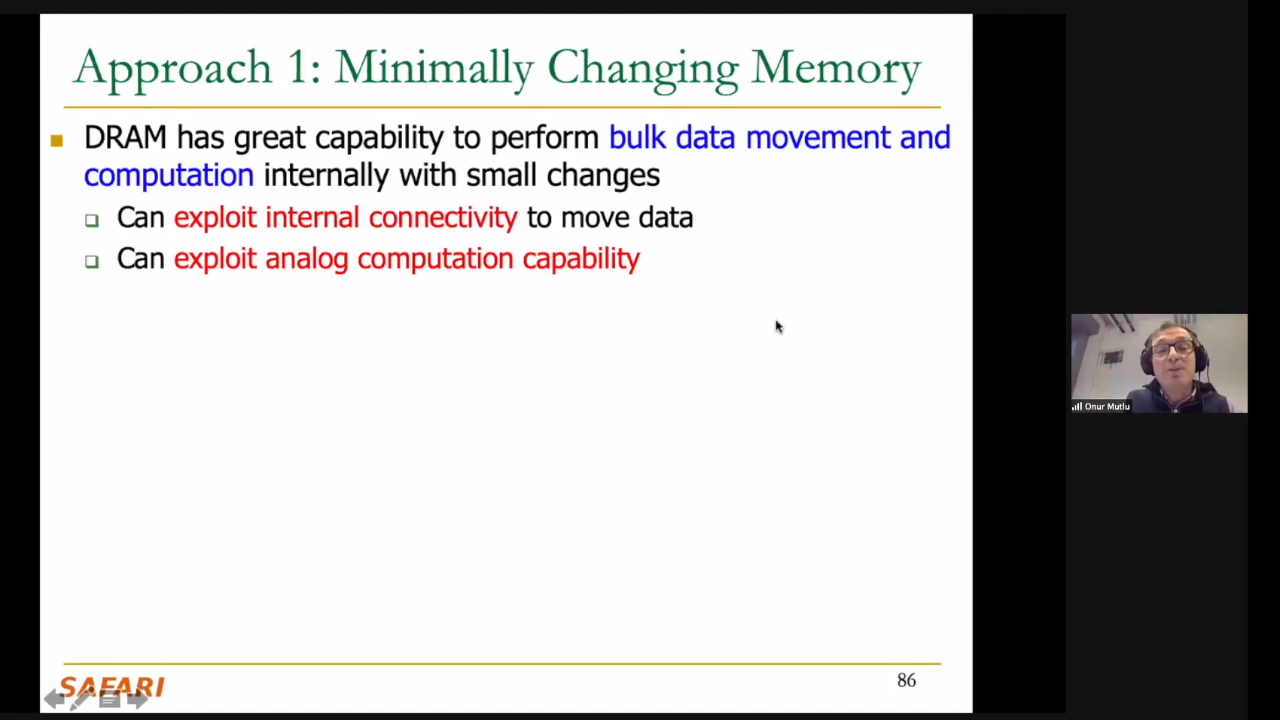 Approach 1: Minimally Changing Memory
DRAM has great capability to perform bulk data movement and
computation internally with small changes
Can exploit internal connectivity to move data
Can exploit analog computation capability
Onur Mutlu
SAFARI
86